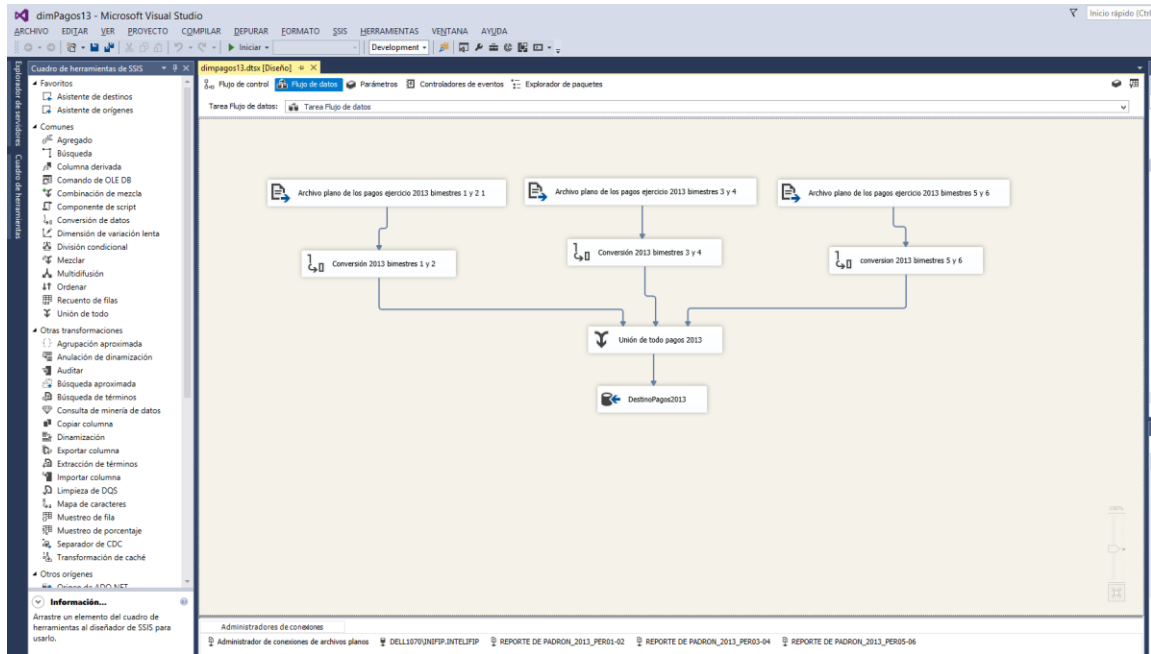 dimPagos13 - Microsoft Visual Studio
Inicio rápido (Ctrl
ARCHIVO EDITAR VER PROYECTO COMPILAR DEPURAR EQUIPO FORMATO SSIS HERRAMIENTAS VENTANA AYUDA
Iniciar
Development
Explorador de servidores
Cuadro de herramientas
Cuadro de herramientas de SSIS
Favoritos
Asistente de destinos
Asistente de orígenes
Comunes
Agregado
Búsqueda
Columna derivada
Comando de OLE DB
Combinación de mezcla
Componente de script
Conversión de datos
Dimensión de variación lenta
División condicional
Mezclar
Multidifusión
Ordenar
Recuento de filas
Unión de todo
Otras transformaciones
Agrupación aproximada
Anulación de dinamización
Auditar
Búsqueda aproximada
Búsqueda de términos
Consulta de minería de datos
Copiar columna
Dinamización
Exportar columna
Extracción de términos
Importar columna
Limpieza de DQS
Mapa de caracteres
Muestreo de fila
Muestreo de porcentaje
Separador de CDC
Transformación de caché
Otros orígenes
Origen de ADO NET
Información...
Arrastre un elemento del cuadro de
herramientas al diseñador de SSIS para
usarlo.
dimpagos13.dtsx [Diseño]
Flujo de control Flujo de datos Parámetros Controladores de eventos Explorador de paquetes
Tarea Flujo de datos: Tarea Flujo de datos
Archivo plano de los pagos ejercicio 2013 bimestres 1 y 2 1
Archivo plano de los pagos ejercicio 2013 bimestres 3 y 4
Archivo plano de los pagos ejercicio 2013 bimestres 5 y 6
Conversión 2013 bimestres 1 y 2
Conversión 2013 bimestres 3 y 4
conversion 2013 bimestres 5 y 6
Unión de todo pagos 2013
DestinoPagos2013
Administradores de conexiones
Administrador de conexiones de archivos planos DELL1070\INIFIP.INTELIFIP REPORTE DE PADRON_2013_PER01-02 REPORTE DE PADRON_2013_PER03-04 REPORTE DE PADRON_2013_PER05-06